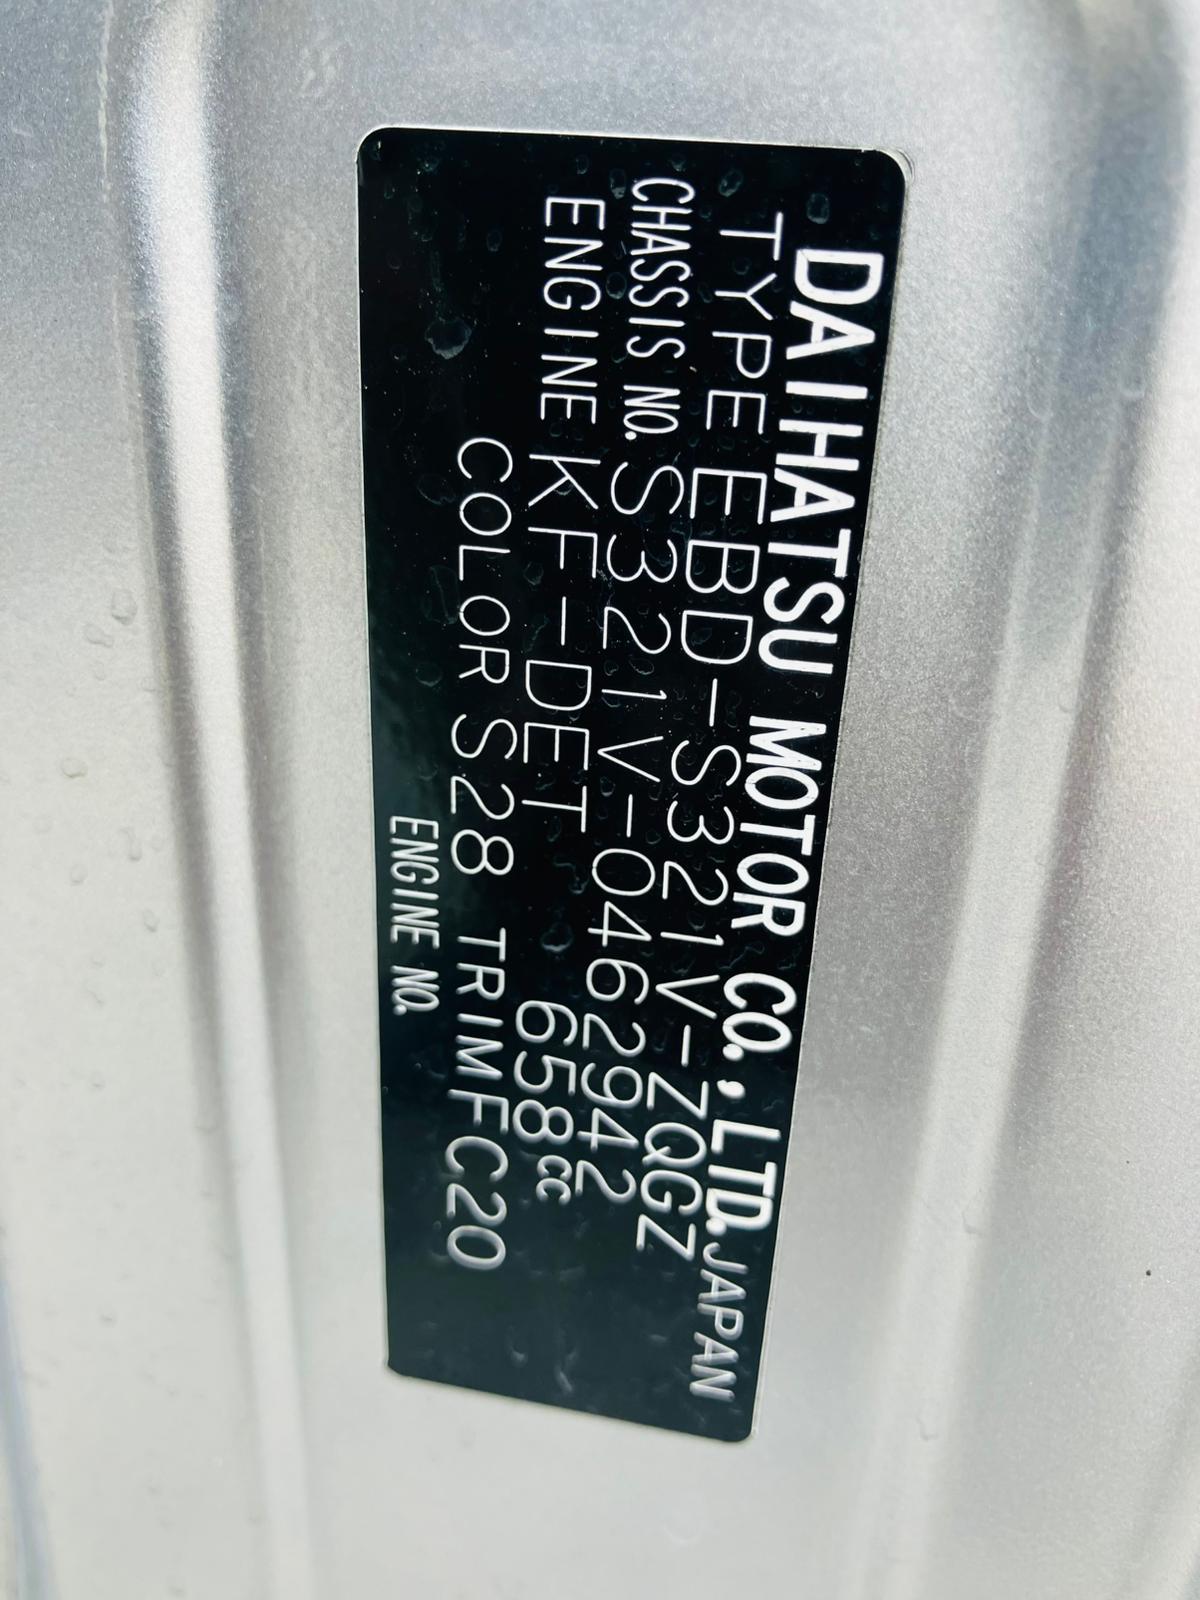 DAIHATSU MOTOR CO., LTD. JAPAN
TYPE EBD-S321V-ZQGZ
CHASSIS NO. S321V-0462942
ENGINE KF-DET 658cc
COLOR S28 TRIM FC20
ENGINE NO.